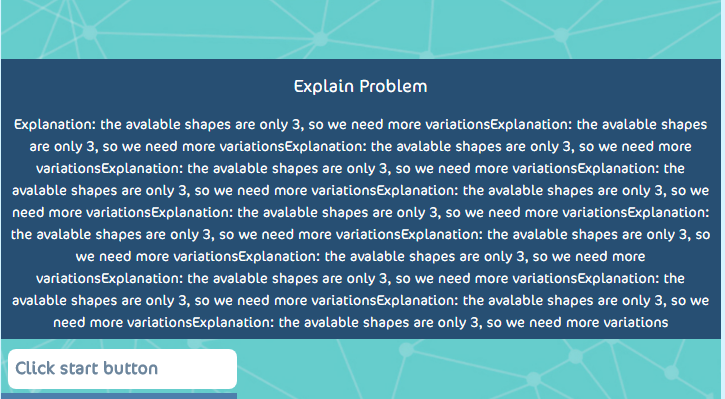 Explain Problem
Explanation: the avalable shapes are only 3, so we need more variationsExplanation: the avalable shapes
are only 3, so we need more variationsExplanation: the avalable shapes are only 3, so we need more
variationsExplanation: the avalable shapes are only 3, so we need more variationsExplanation: the
avalable shapes are only 3, so we need more variationsExplanation: the avalable shapes are only 3, so we
need more variationsExplanation: the avalable shapes are only 3, so we need more variationsExplanation:
the avalable shapes are only 3, so we need more variationsExplanation: the avalable shapes are only 3, so
we need more variationsExplanation: the avalable shapes are only 3, so we need more
variationsExplanation: the avalable shapes are only 3, so we need more variationsExplanation: the
avalable shapes are only 3, so we need more variationsExplanation: the avalable shapes are only 3, so we
need more variationsExplanation: the avalable shapes are only 3, so we need more variations
Click start button